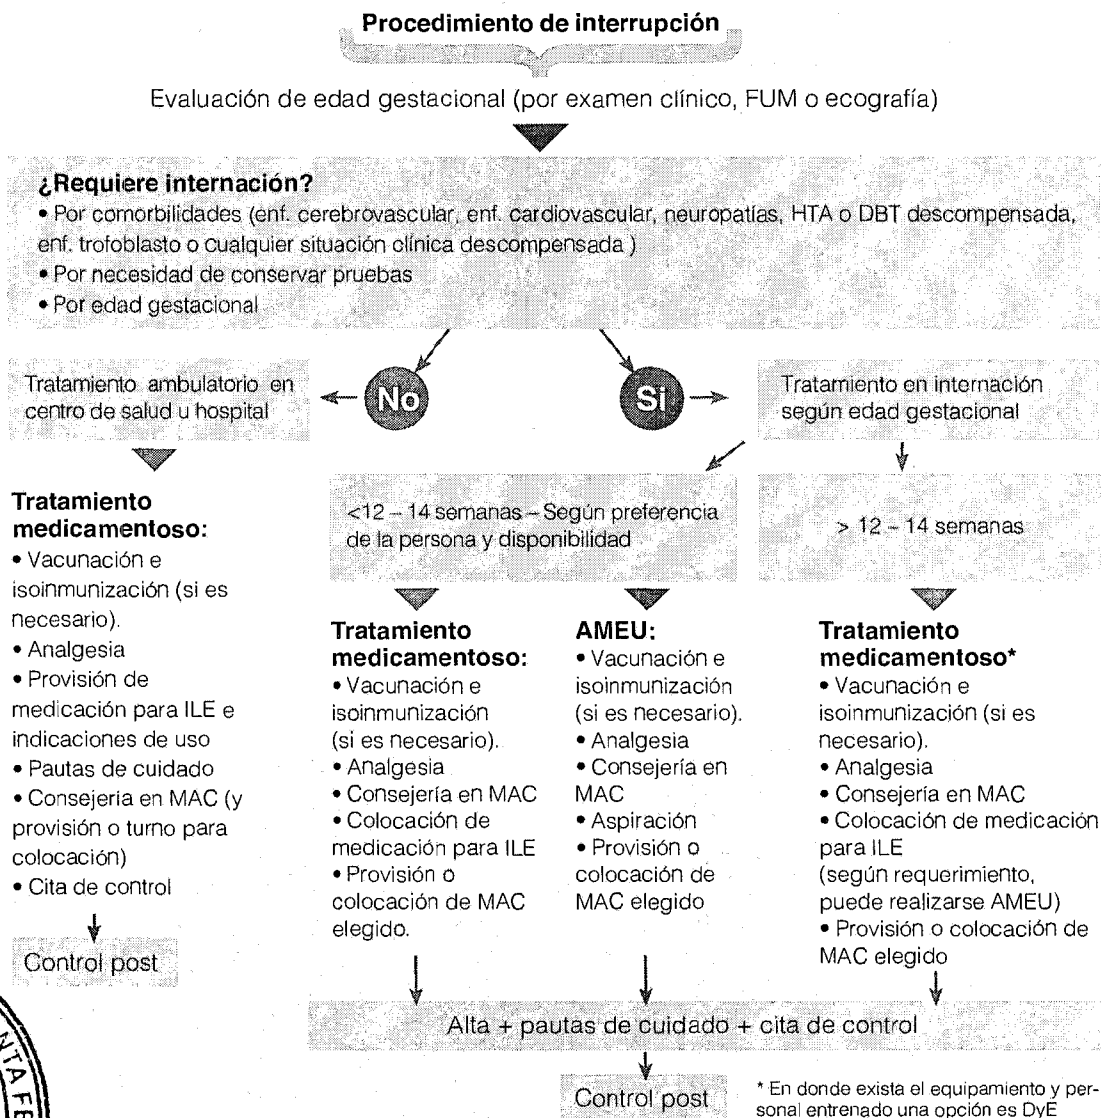 Procedimiento de interrupción
Evaluación de edad gestacional (por examen clínico, FUM o ecografía)
¿Requiere internación?
• Por comorbilidades (enf. cerebrovascular, enf. cardiovascular, neuropatías, HTA o DBT descompensada,
enf. trofoblasto o cualquier situación clínica descompensada )
• Por necesidad de conservar pruebas
• Por edad gestacional
No
Si
Tratamiento ambulatorio en
centro de salud u hospital
Tratamiento en internación
según edad gestacional
Tratamiento
medicamentoso:
• Vacunación e
isoinmunización (si es
necesario).
• Analgesia
• Provisión de
medicación para ILE e
indicaciones de uso
• Pautas de cuidado
• Consejeria en MAC (y
provisión o turno para
colocación)
• Cita de control
Control post
<12 – 14 semanas – Según preferencia
de la persona y disponibilidad
> 12 – 14 semanas
Tratamiento
medicamentoso:
• Vacunación e
isoinmunización
(si es necesario).
• Analgesia
• Consejería en MAC
• Colocación de
medicación para ILE
• Provisión o
colocación de MAC
elegido.
AMEU:
• Vacunación e
isoinmunización
(si es necesario).
• Analgesia
• Consejería en
MAC
• Aspiración
• Provisión o
colocación de
MAC elegido
Tratamiento
medicamentoso*
• Vacunación e
isoinmunización (si es
necesario).
• Analgesia
• Consejería en MAC
• Colocación de medicación
para ILE
(según requerimiento,
puede realizarse AMEU)
• Provisión o colocación de
MAC elegido
Alta + pautas de cuidado + cita de control
Control post
* En donde exista el equipamiento y per-
sonal entrenado una opción es DyE
NTA FE